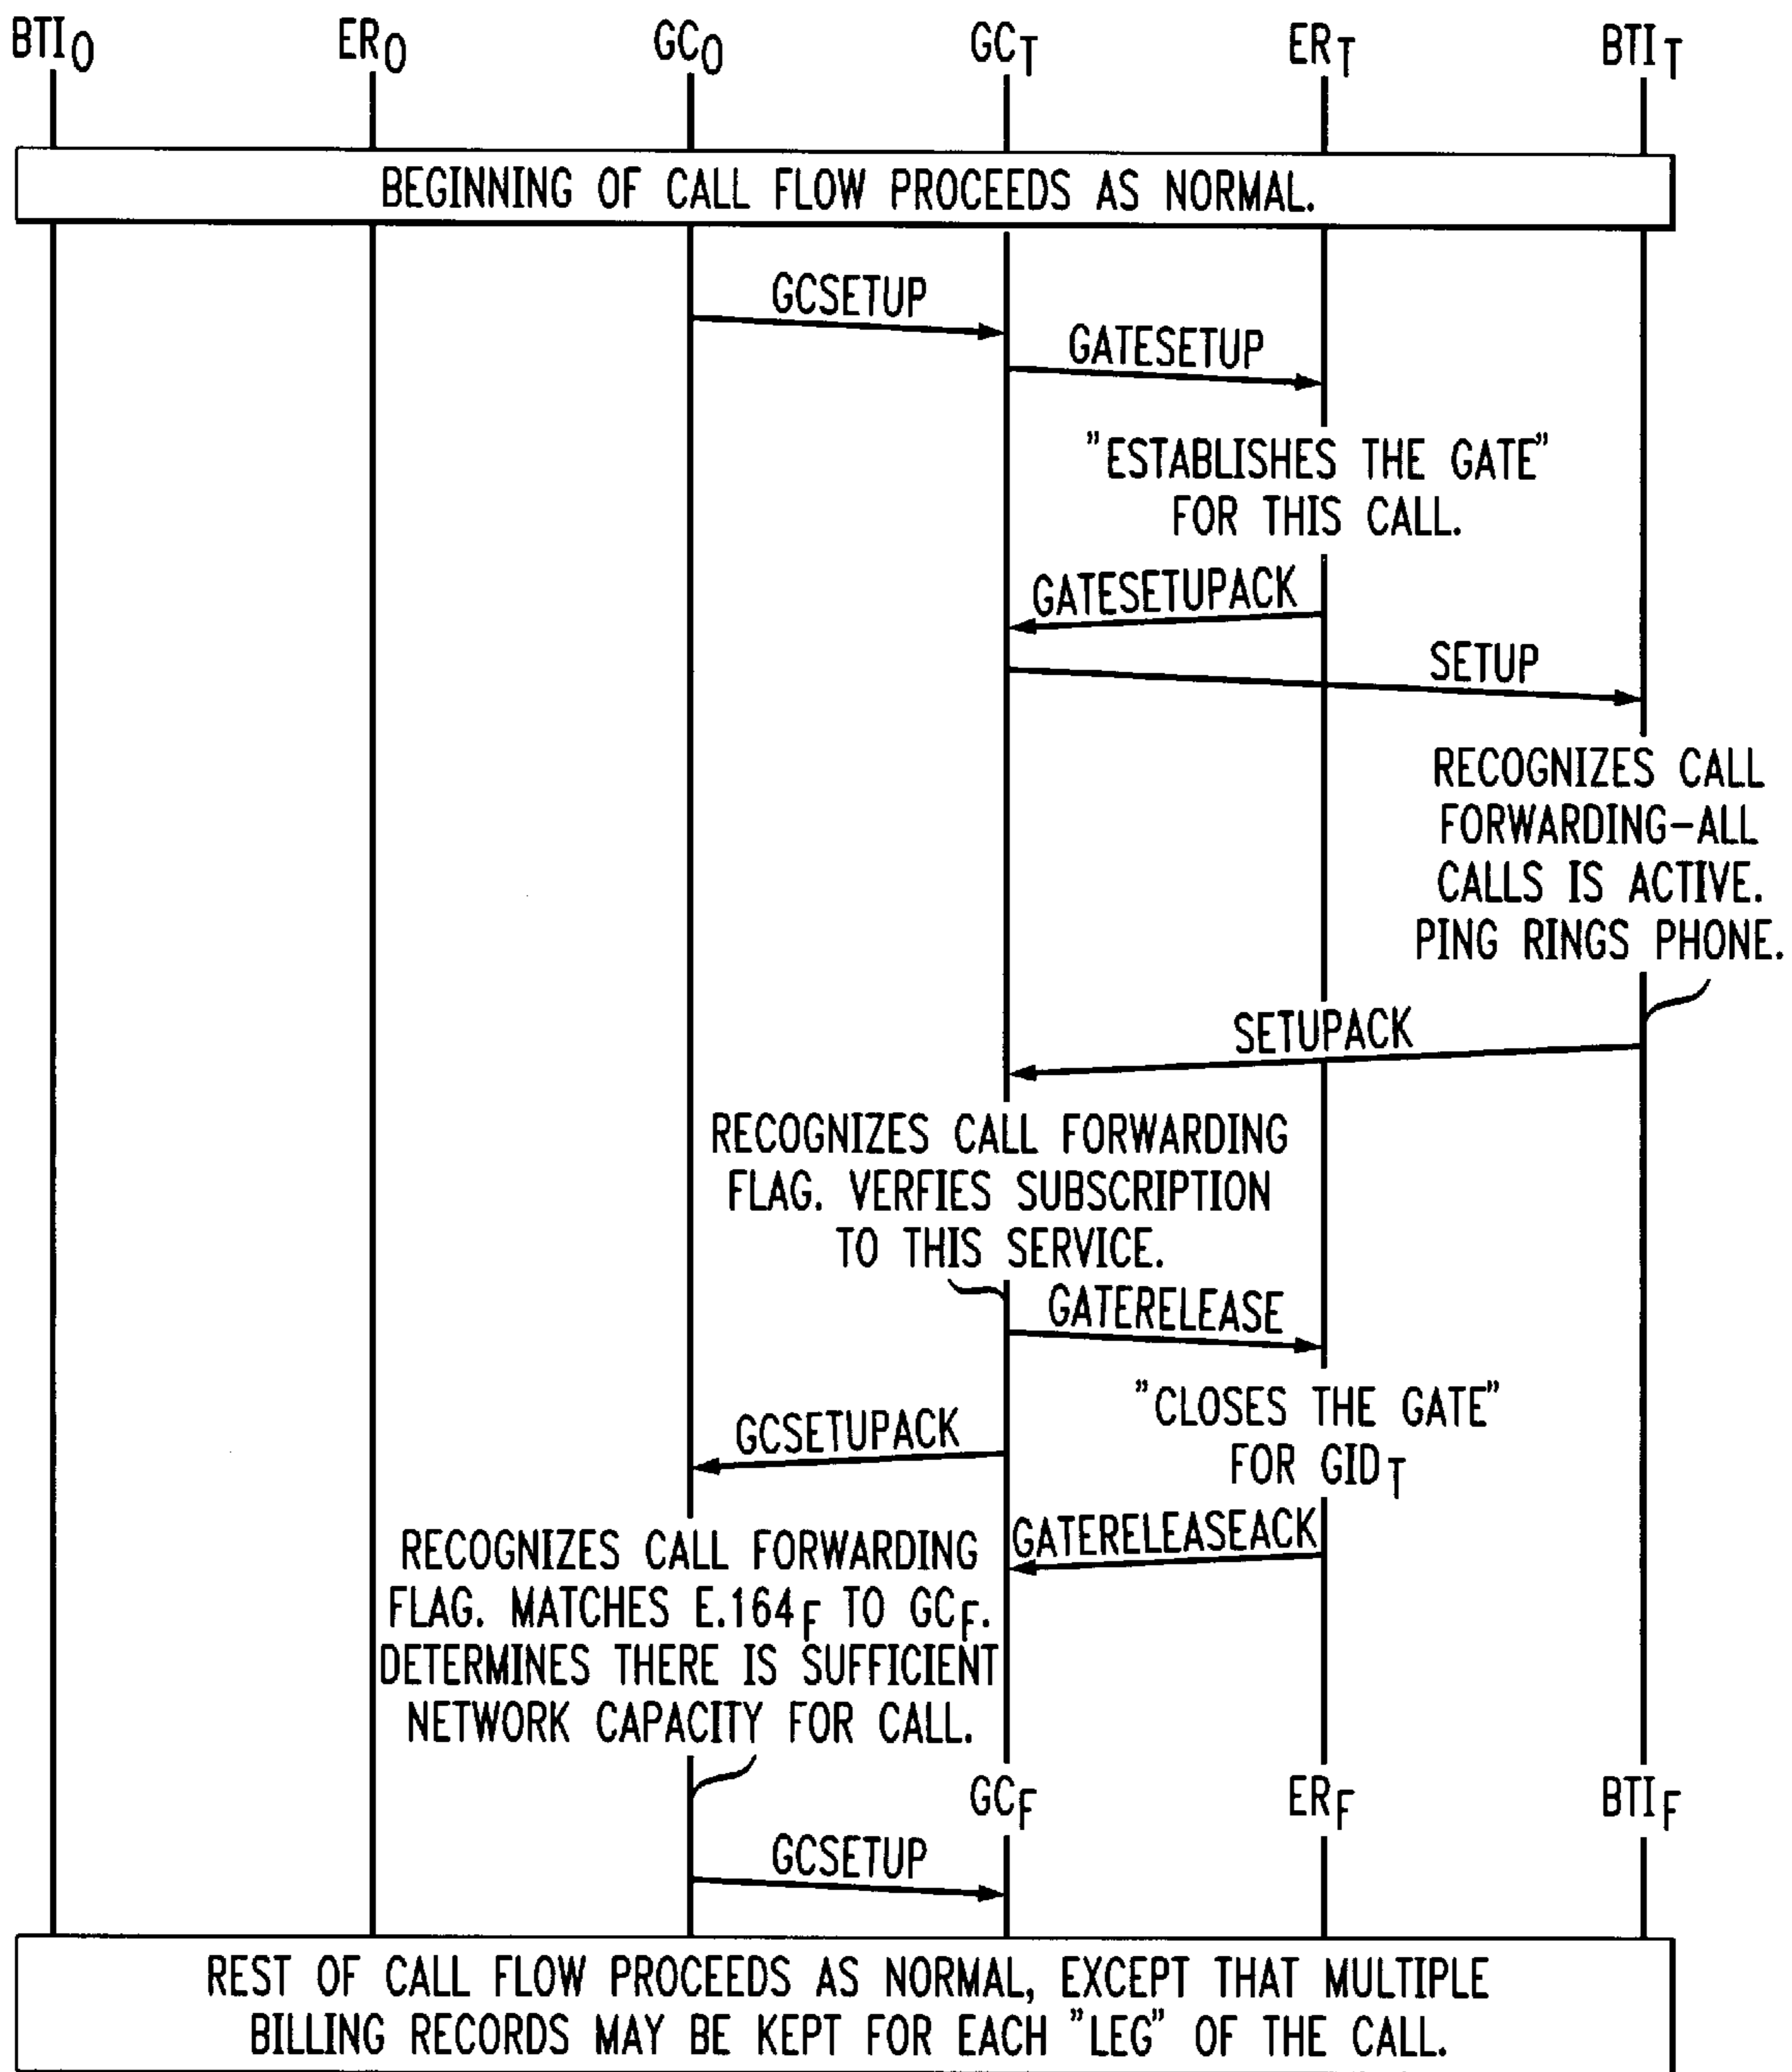 BTIO ERO GCO GCT ERT BTIT
BEGINNING OF CALL FLOW PROCEEDS AS NORMAL.
GCSETUP
GATESETUP
"ESTABLISHES THE GATE"
FOR THIS CALL.
GATESETUPACK
SETUP
RECOGNIZES CALL
FORWARDING-ALL
CALLS IS ACTIVE.
PING RINGS PHONE.
SETUPACK
RECOGNIZES CALL FORWARDING
FLAG. VERFIES SUBSCRIPTION
TO THIS SERVICE.
GATERELEASE
"CLOSES THE GATE"
FOR GIDT
GCSETUPACK
GATERELEASEACK
RECOGNIZES CALL FORWARDING
FLAG. MATCHES E.164F TO GCF.
DETERMINES THERE IS SUFFICIENT
NETWORK CAPACITY FOR CALL.
GCF ERF BTIF
GCSETUP
REST OF CALL FLOW PROCEEDS AS NORMAL, EXCEPT THAT MULTIPLE
BILLING RECORDS MAY BE KEPT FOR EACH "LEG" OF THE CALL.